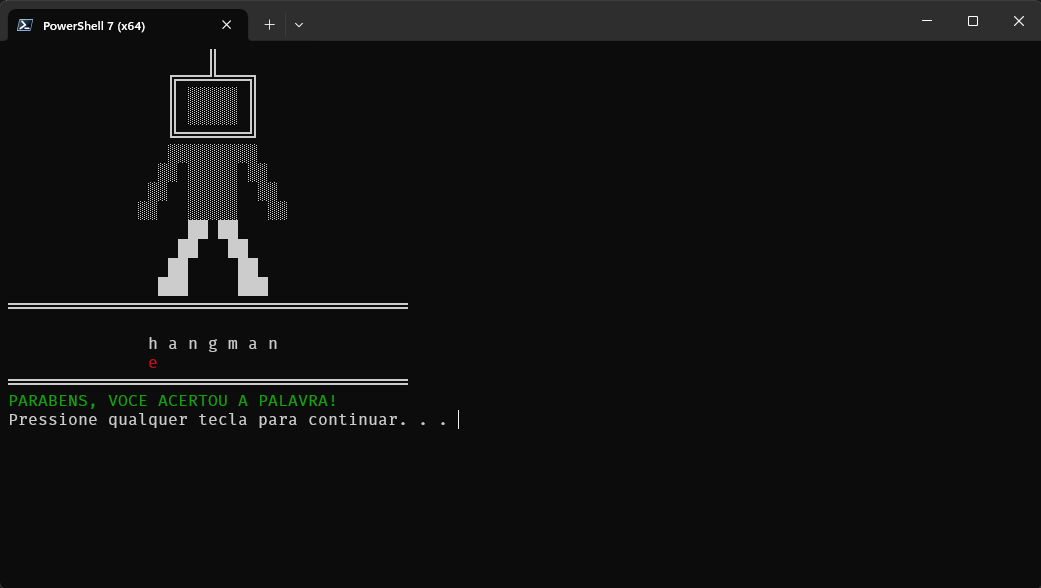 PowerShell 7 (x64)
h a n g m a n
e
PARABENS, VOCE ACERTOU A PALAVRA!
Pressione qualquer tecla para continuar. . .